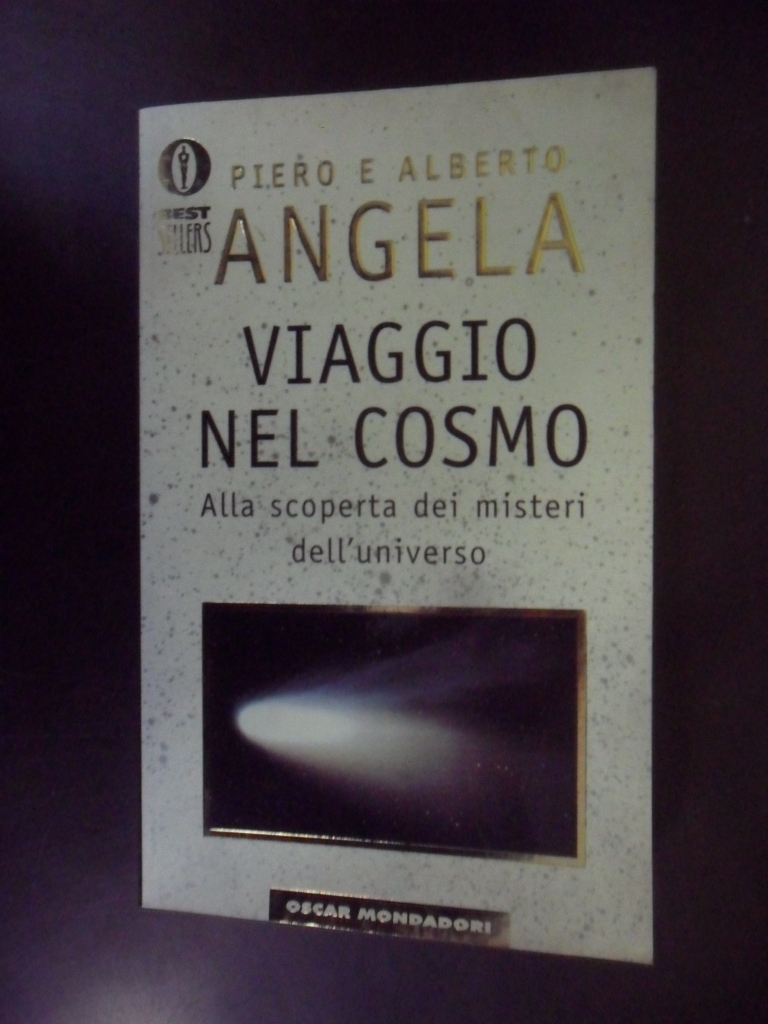 PIERO E ALBERTO
BEST
SELLERS
ANGELA
VIAGGIO
NEL COSMO
Alla scoperta dei misteri
dell'universo
OSCAR MONDADORI